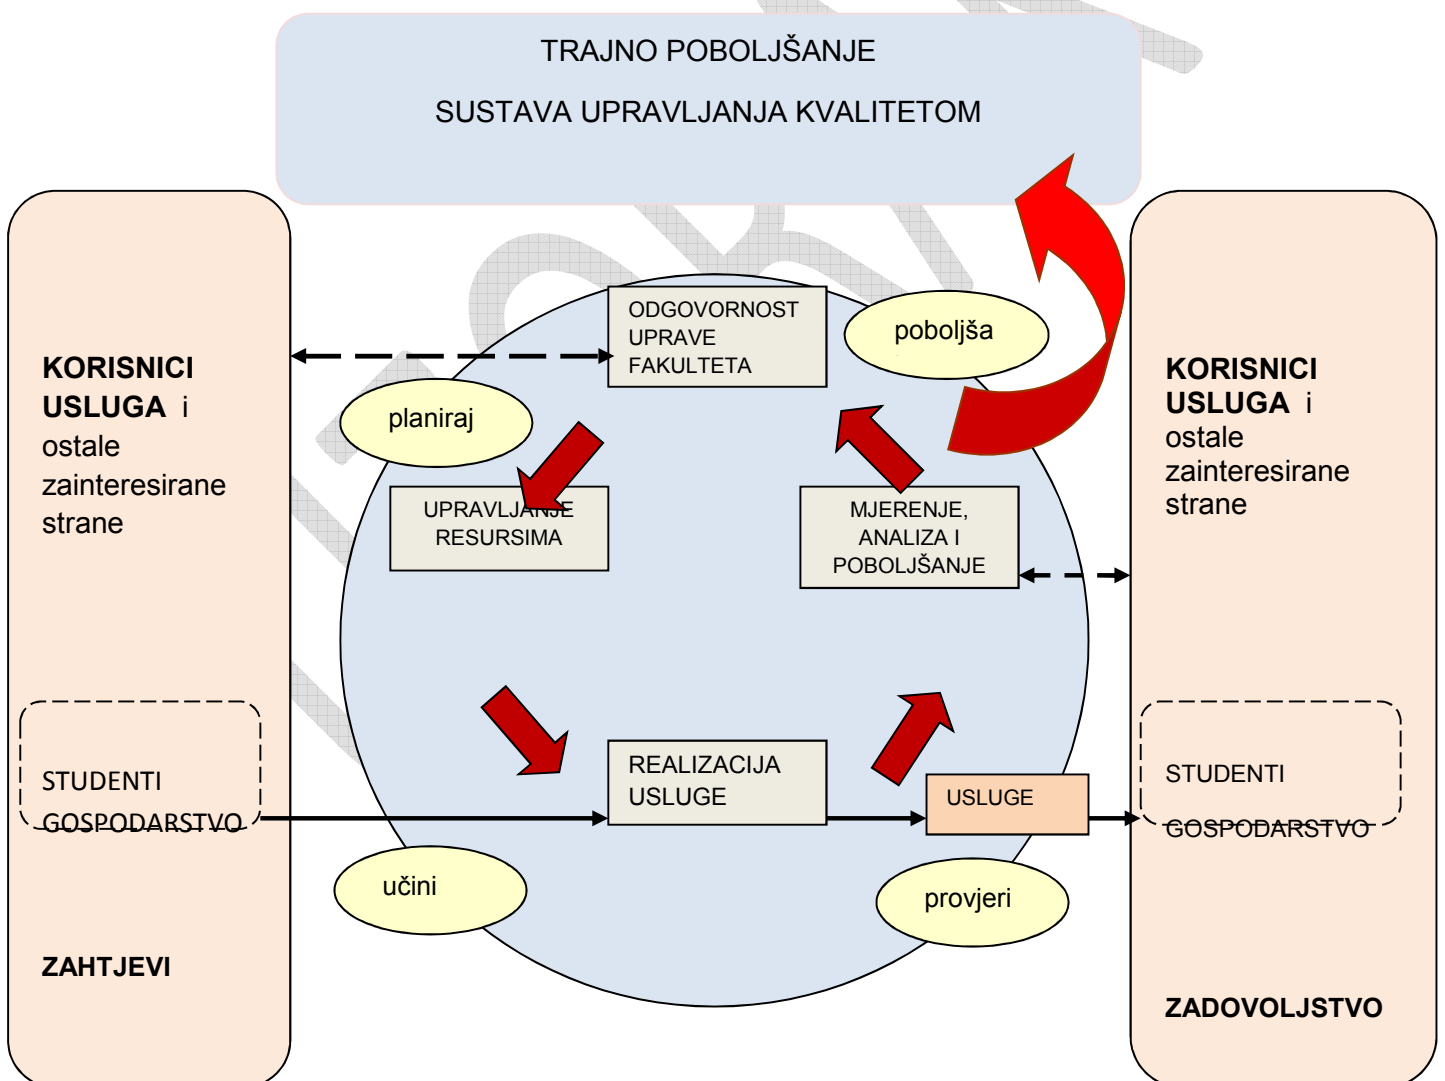 TRAJNO POBOLJŠANJE
SUSTAVA UPRAVLJANJA KVALITETOM
KORISNICI
USLUGA i
ostale
zainteresirane
strane
STUDENTI
GOSPODARSTVO
ZAHTJEVI
ODGOVORNOST
UPRAVE
FAKULTETA
poboljša
planiraj
UPRAVLJANJE
RESURSIMA
MJERENJE,
ANALIZA I
POBOLJŠANJE
REALIZACIJA
USLUGE
USLUGE
učini
provjeri
KORISNICI
USLUGA i
ostale
zainteresirane
strane
STUDENTI
GOSPODARSTVO
ZADOVOLJSTVO